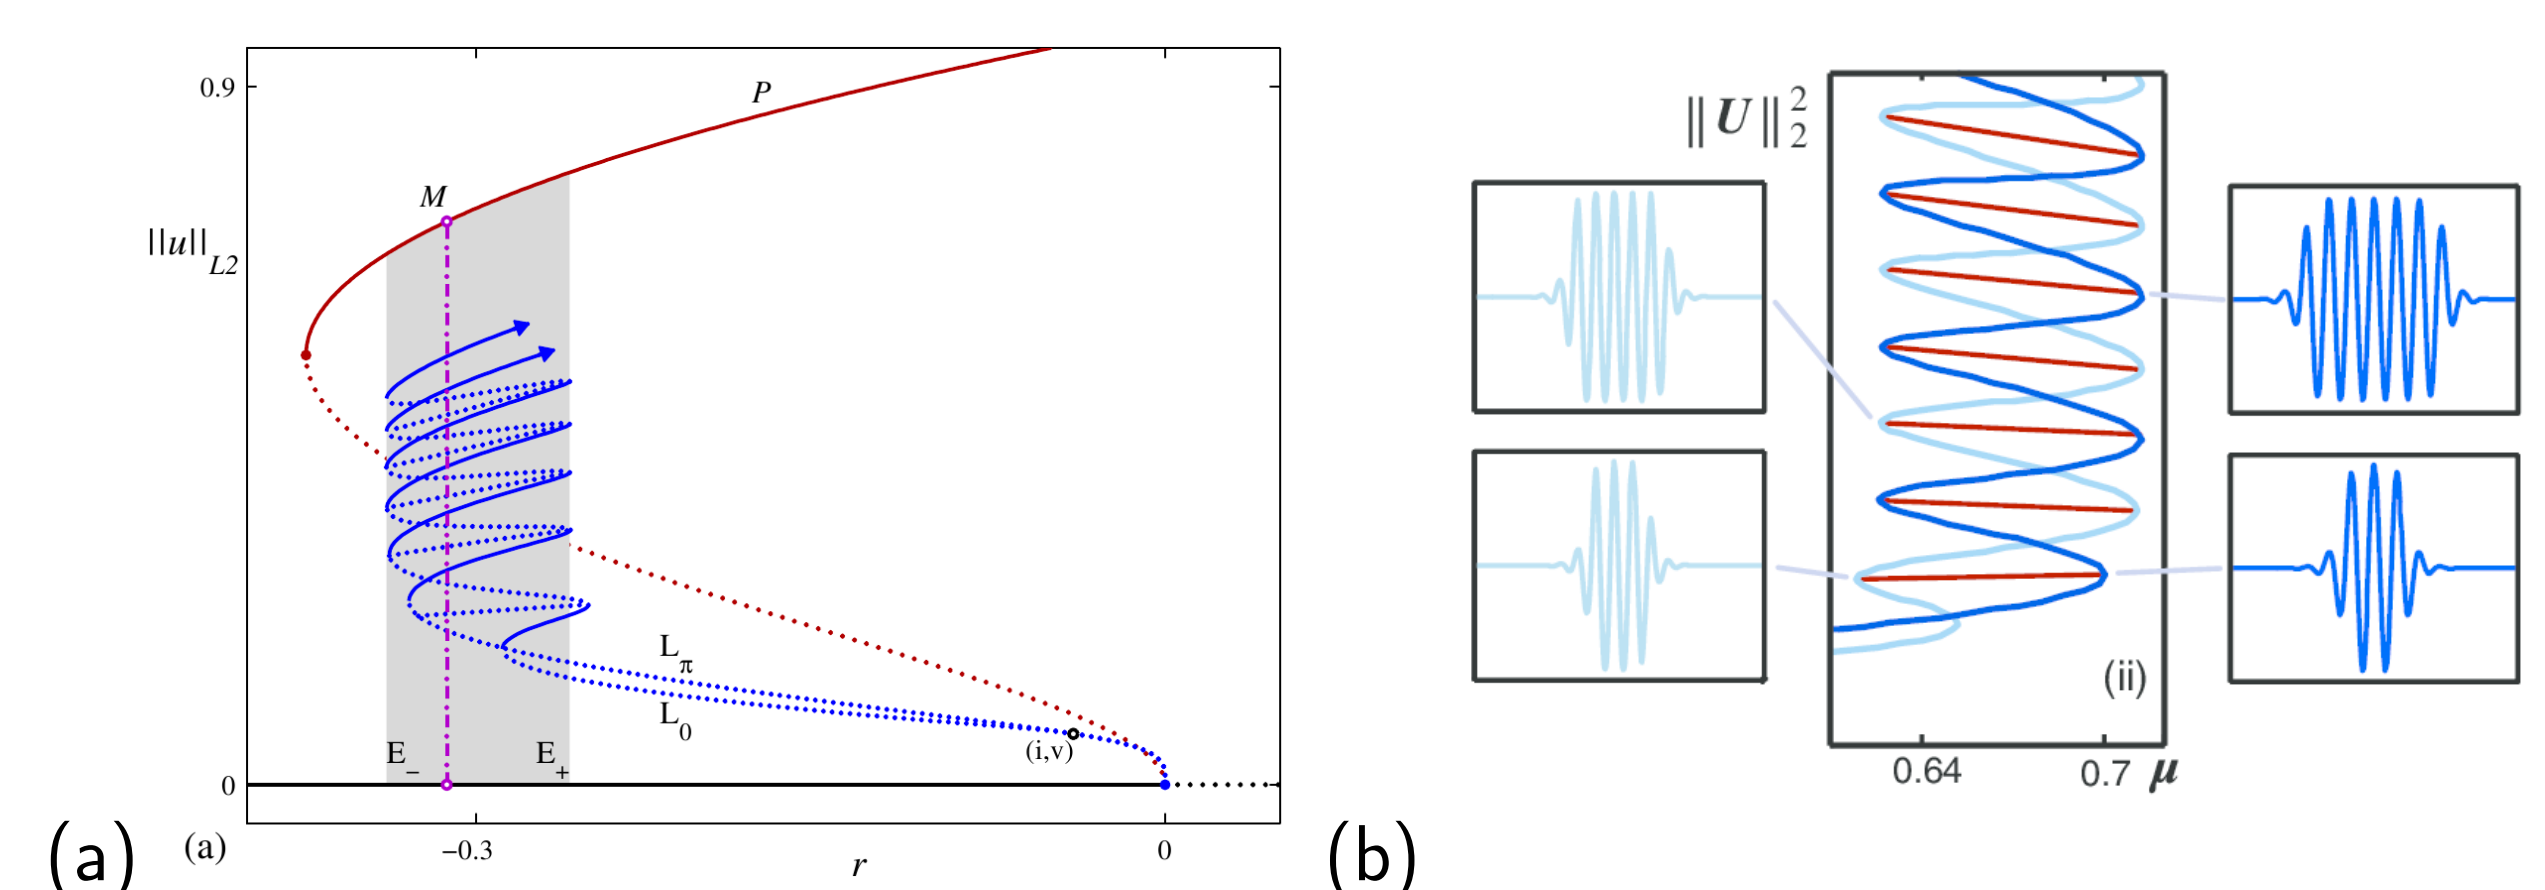 0.9
P
M
||u||L2
Lπ
L0
(i,v)
E−
E+
0
−0.3
0
r
(a)
(a)
‖U‖22
(ii)
0.64
0.7
μ
(b)